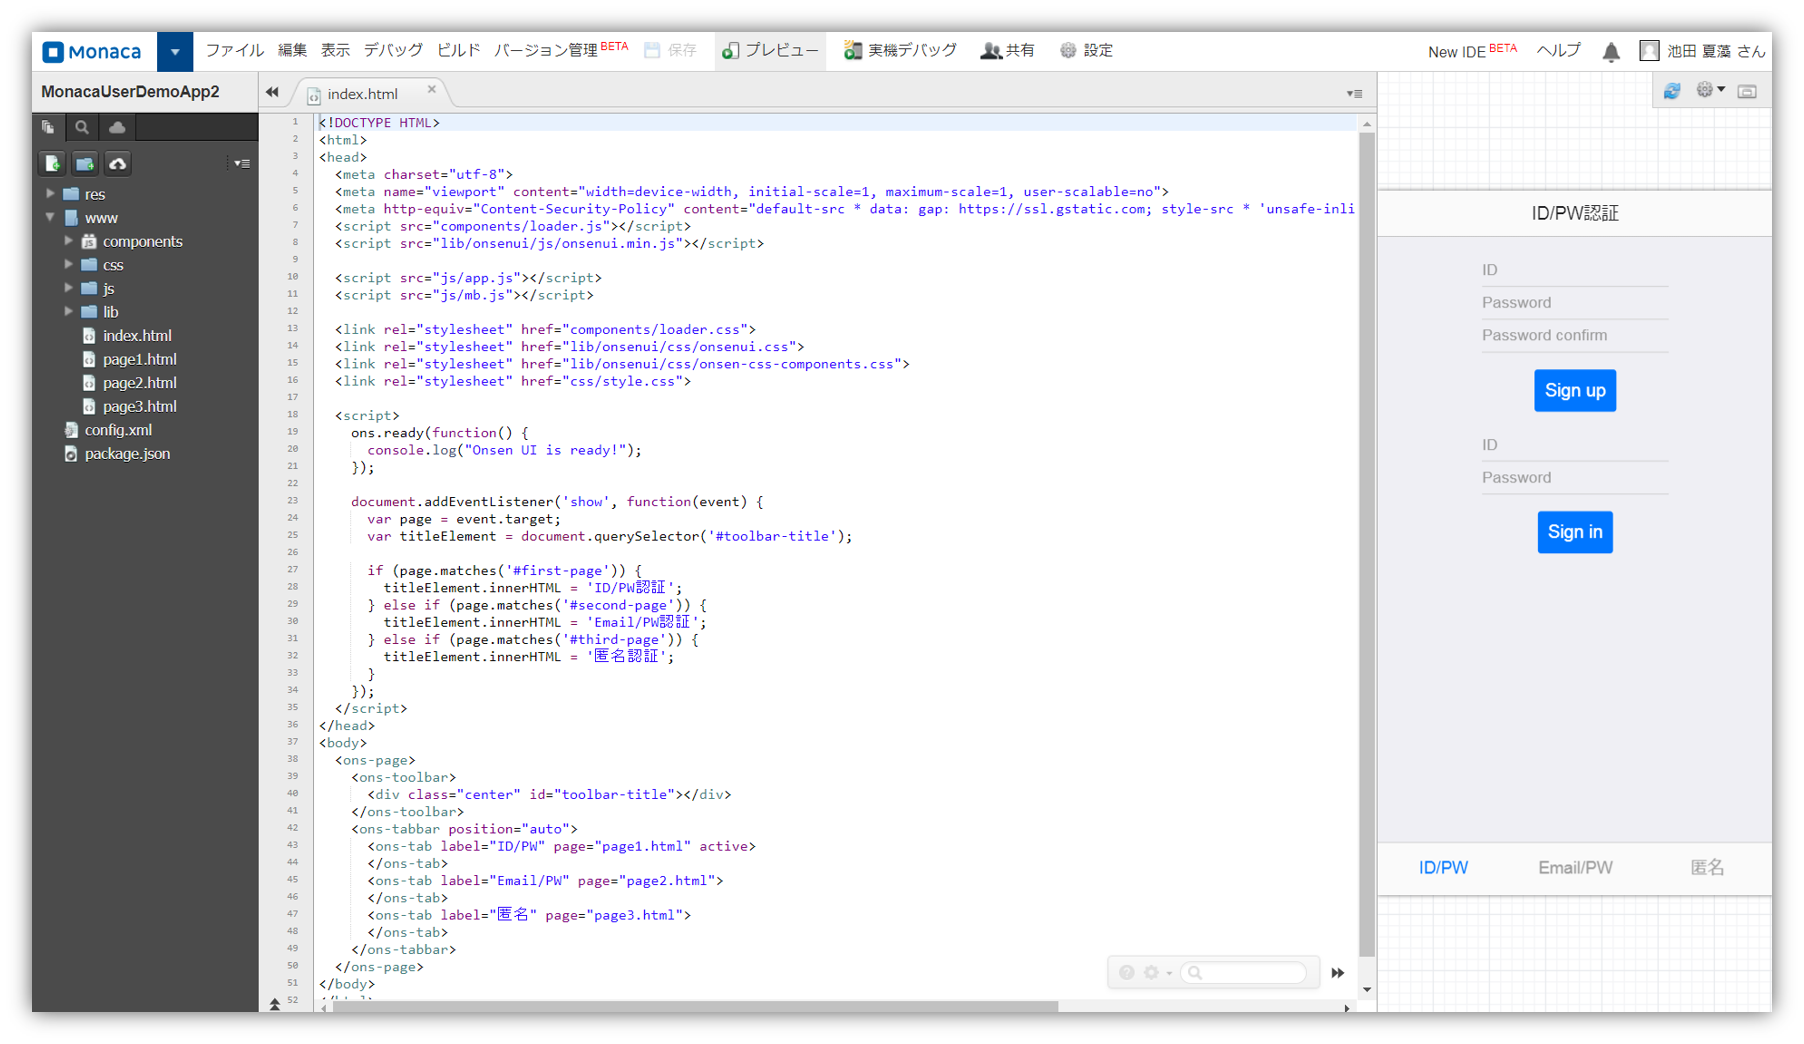 Monaca ファイル 編集 表示 デバッグ ビルド バージョン管理 BETA 保存 プレビュー 実機デバッグ 共有 設定 New IDE BETA ヘルプ 池田 夏藻 さん
MonacaUserDemoApp2
index.html
res
www
components
css
js
lib
index.html
page1.html
page2.html
page3.html
config.xml
package.json
1 <!DOCTYPE HTML>
2 <html>
3 <head>
4 <meta charset="utf-8">
5 <meta name="viewport" content="width=device-width, initial-scale=1, maximum-scale=1, user-scalable=no">
6 <meta http-equiv="Content-Security-Policy" content="default-src * data: gap: https://ssl.gstatic.com; style-src * 'unsafe-inli
7 <script src="components/loader.js"></script>
8 <script src="lib/onsenui/js/onsenui.min.js"></script>
9
10 <script src="js/app.js"></script>
11 <script src="js/mb.js"></script>
12
13 <link rel="stylesheet" href="components/loader.css">
14 <link rel="stylesheet" href="lib/onsenui/css/onsenui.css">
15 <link rel="stylesheet" href="lib/onsenui/css/onsen-css-components.css">
16 <link rel="stylesheet" href="css/style.css">
17
18 <script>
19 ons.ready(function() {
20 console.log("Onsen UI is ready!");
21 });
22
23 document.addEventListener('show', function(event) {
24 var page = event.target;
25 var titleElement = document.querySelector('#toolbar-title');
26
27 if (page.matches('#first-page')) {
28 titleElement.innerHTML = 'ID/PW認証';
29 } else if (page.matches('#second-page')) {
30 titleElement.innerHTML = 'Email/PW認証';
31 } else if (page.matches('#third-page')) {
32 titleElement.innerHTML = '匿名認証';
33 }
34 });
35 </script>
36 </head>
37 <body>
38 <ons-page>
39 <ons-toolbar>
40 <div class="center" id="toolbar-title"></div>
41 </ons-toolbar>
42 <ons-tabbar position="auto">
43 <ons-tab label="ID/PW" page="page1.html" active>
44 </ons-tab>
45 <ons-tab label="Email/PW" page="page2.html">
46 </ons-tab>
47 <ons-tab label="匿名" page="page3.html">
48 </ons-tab>
49 </ons-tabbar>
50 </ons-page>
51 </body>
52
ID/PW認証
ID
Password
Password confirm
Sign up
ID
Password
Sign in
ID/PW Email/PW 匿名